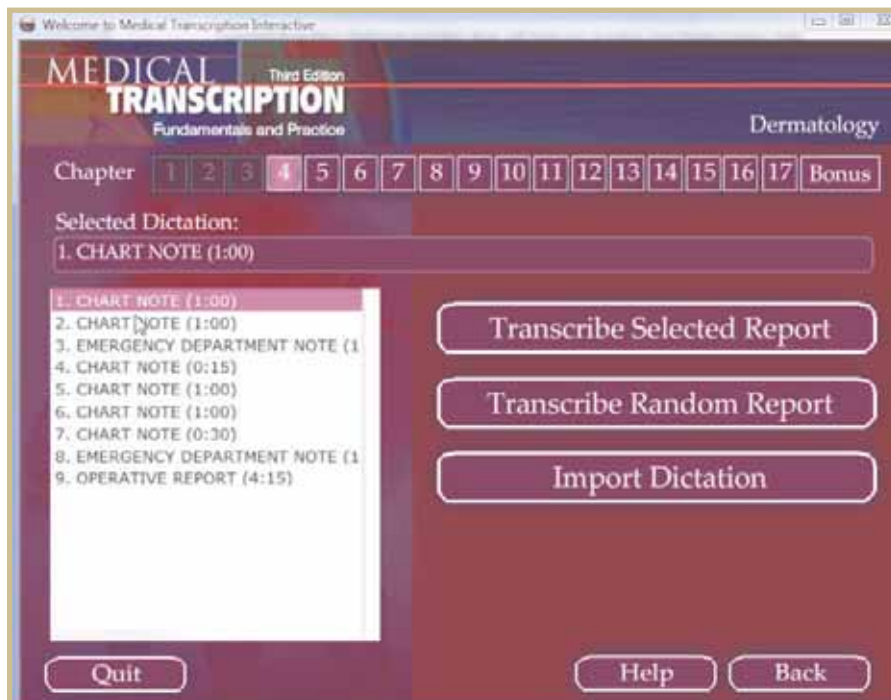 Welcome to Medical Transcription Interactive
MEDICAL Third Edition
TRANSCRIPTION
Fundamentals and Practice
Dermatology
Chapter 1 2 3 4 5 6 7 8 9 10 11 12 13 14 15 16 17 Bonus
Selected Dictation:
1. CHART NOTE (1:00)
1. CHART NOTE (1:00)
2. CHART NOTE (1:00)
3. EMERGENCY DEPARTMENT NOTE (1
4. CHART NOTE (0:15)
5. CHART NOTE (1:00)
6. CHART NOTE (1:00)
7. CHART NOTE (0:30)
8. EMERGENCY DEPARTMENT NOTE (1
9. OPERATIVE REPORT (4:15)
Transcribe Selected Report
Transcribe Random Report
Import Dictation
Quit Help Back